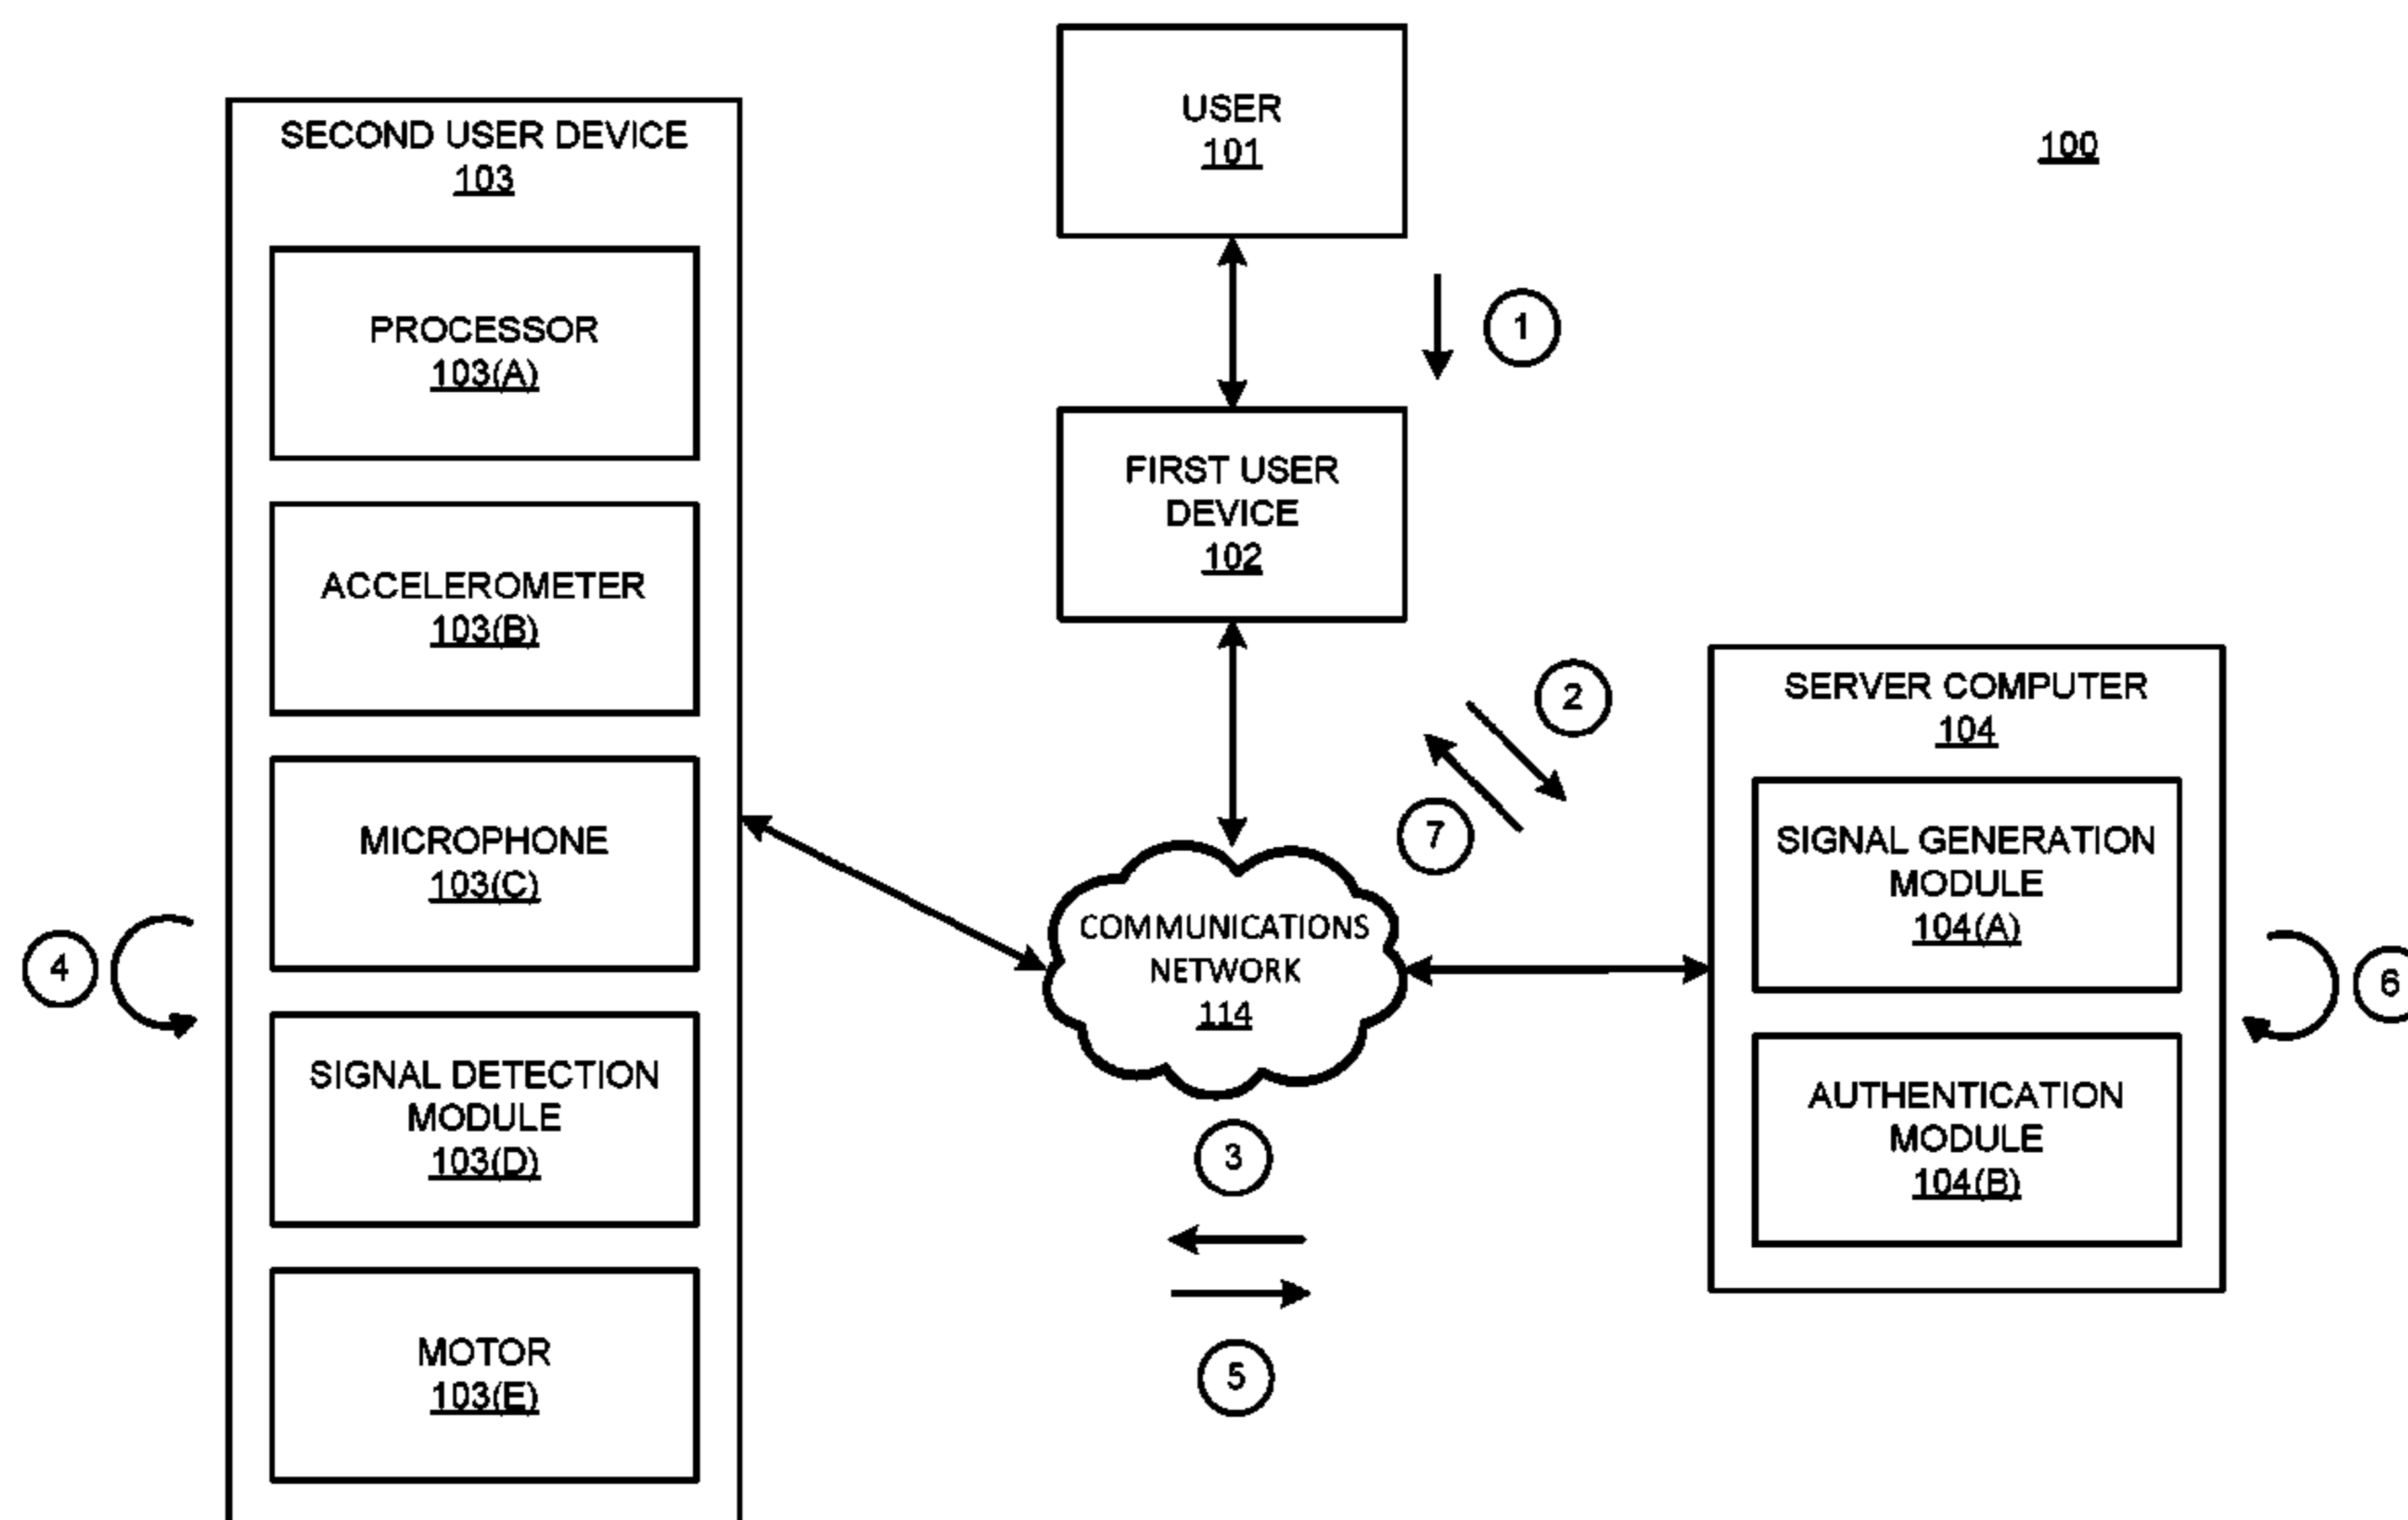 USER
101
100
SECOND USER DEVICE
103
PROCESSOR
103(A)
1
FIRST USER
DEVICE
102
ACCELEROMETER
103(B)
2
SERVER COMPUTER
104
MICROPHONE
103(C)
7
SIGNAL GENERATION
MODULE
104(A)
COMMUNICATIONS
NETWORK
114
4
6
SIGNAL DETECTION
MODULE
103(D)
3
AUTHENTICATION
MODULE
104(B)
MOTOR
103(E)
5